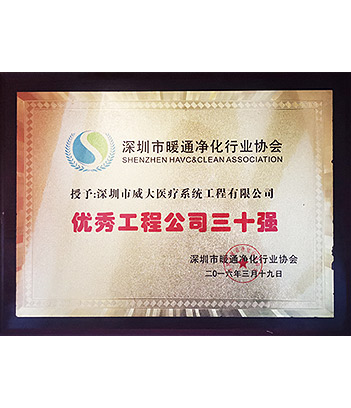 深圳市暖通净化行业协会
SHENZHEN HAVC&CLEAN ASSOCIATION
授予:深圳市威大医疗系统工程有限公司
优秀工程公司三十强
深圳市暖通净化行业协会
二〇一六年三月十九日